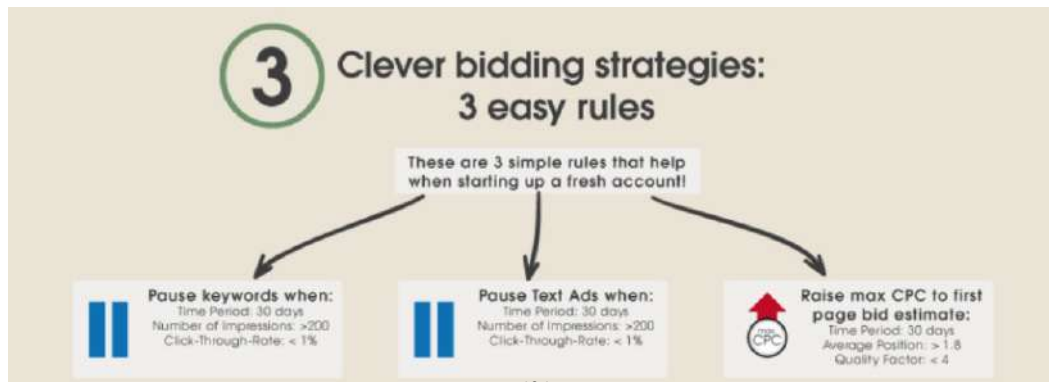 3
Clever bidding strategies:
3 easy rules
These are 3 simple rules that help
when starting up a fresh account!
Pause keywords when:
Time Period: 30 days
Number of Impressions: >200
Click-Through-Rate: < 1%
Pause Text Ads when:
Time Period: 30 days
Number of Impressions: >200
Click-Through-Rate: < 1%
max
CPC
Raise max CPC to first
page bid estimate:
Time Period: 30 days
Average Position: > 1.8
Quality Factor: < 4